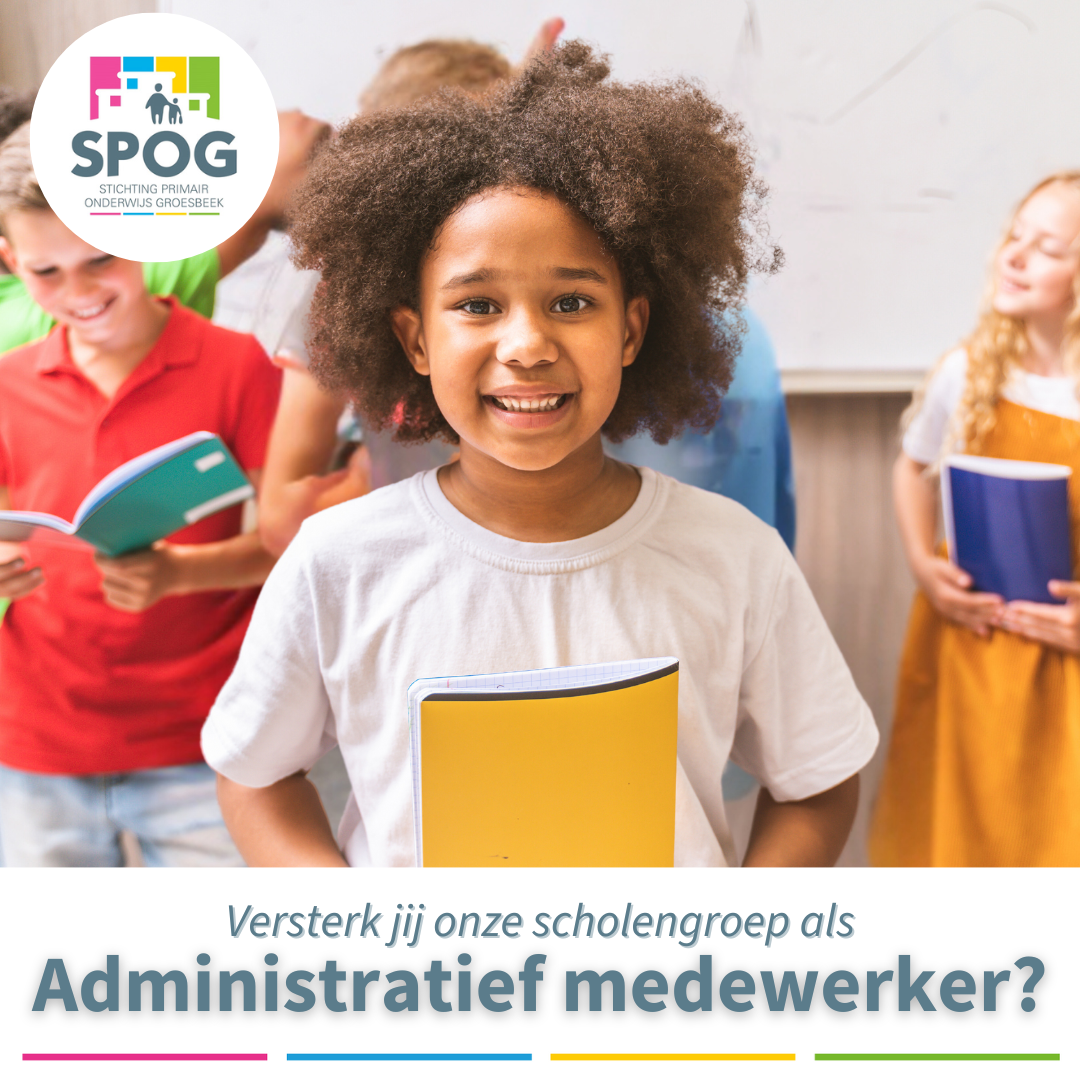 SPOG
STICHTING PRIMAIR
ONDERWIJS GROESBEEK
Versterk jij onze scholengroep als
Administratief medewerker?